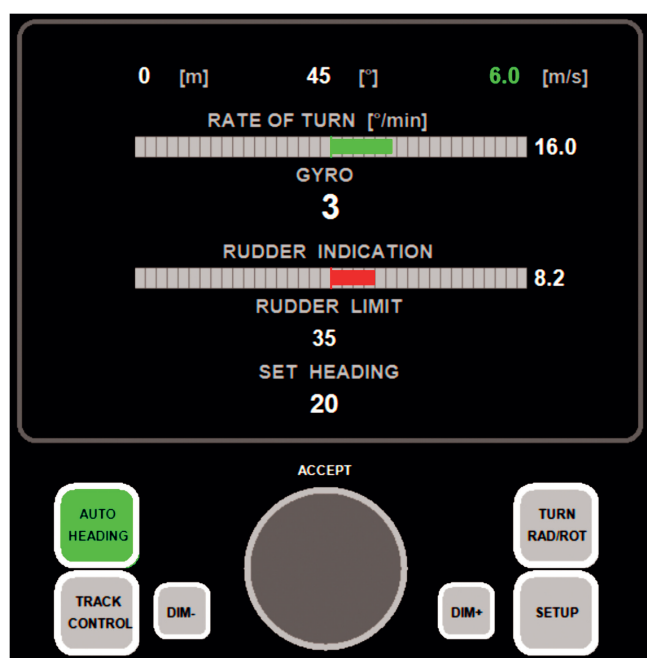 0 [m] 45 [°] 6.0 [m/s]
RATE OF TURN [°/min]
16.0
GYRO
3
RUDDER INDICATION
8.2
RUDDER LIMIT
35
SET HEADING
20
ACCEPT
AUTO
HEADING
TURN
RAD/ROT
TRACK
CONTROL
DIM-
DIM+
SETUP